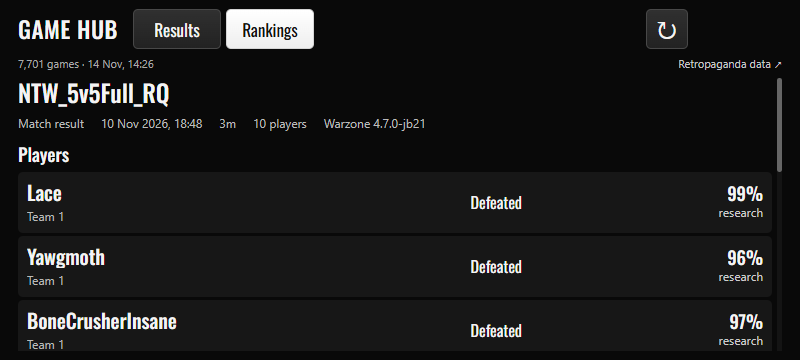 GAME HUB Results Rankings ↻
7,701 games · 14 Nov, 14:26 Retropaganda data ↗
NTW_5v5Full_RQ
Match result 10 Nov 2026, 18:48 3m 10 players Warzone 4.7.0-jb21
Players
Lace Defeated 99%
Team 1 research
Yawgmoth Defeated 96%
Team 1 research
BoneCrusherInsane Defeated 97%
Team 1 research